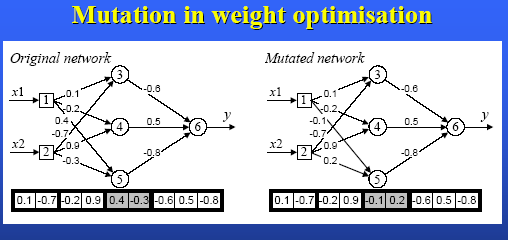 Mutation in weight optimisation
Original network
Mutated network
3
3
x1
1
0.1
-0.6
x1
1
0.1
-0.6
-0.2
-0.2
0.4
4
0.5
6
y
-0.1
4
0.5
6
y
-0.7
-0.7
x2
2
0.9
-0.8
x2
2
0.9
-0.8
-0.3
0.2
5
5
0.1 -0.7 -0.2 0.9 0.4 -0.3 -0.6 0.5 -0.8
0.1 -0.7 -0.2 0.9 -0.1 0.2 -0.6 0.5 -0.8